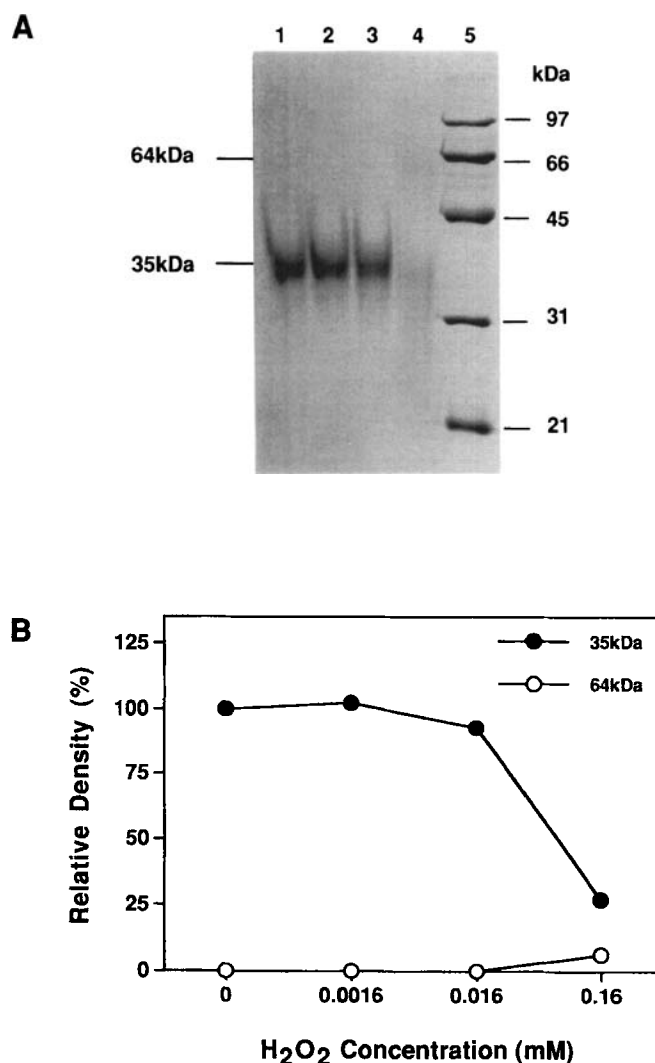 A
1 2 3 4 5
kDa
97
64kDa
66
45
35kDa
31
21
B
125
35kDa
64kDa
100
75
50
25
0
0 0.0016 0.016 0.16
Relative Density (%)
H₂O₂ Concentration (mM)